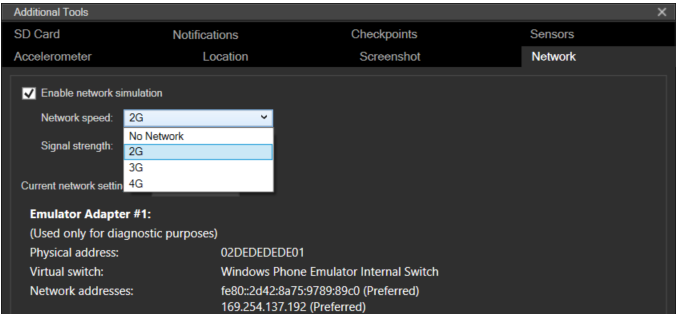 Additional Tools
SD Card Notifications Checkpoints Sensors
Accelerometer Location Screenshot Network
Enable network simulation
Network speed: 2G
No Network
Signal strength: 2G
3G
Current network settin 4G
Emulator Adapter #1:
(Used only for diagnostic purposes)
Physical address: 02DEDEDEDE01
Virtual switch: Windows Phone Emulator Internal Switch
Network addresses: fe80::2d42:8a75:9789:89c0 (Preferred)
169.254.137.192 (Preferred)